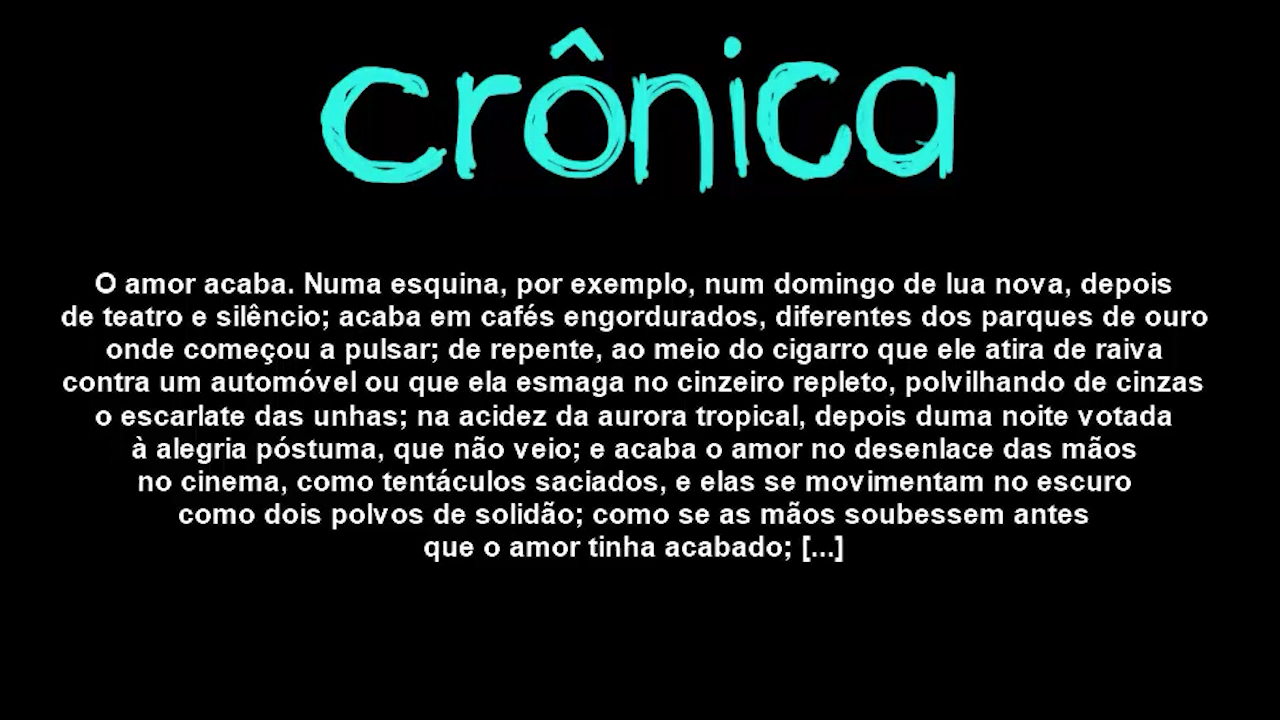 crônica
O amor acaba. Numa esquina, por exemplo, num domingo de lua nova, depois
de teatro e silêncio; acaba em cafés engordurados, diferentes dos parques de ouro
onde começou a pulsar; de repente, ao meio do cigarro que ele atira de raiva
contra um automóvel ou que ela esmaga no cinzeiro repleto, polvilhando de cinzas
o escarlate das unhas; na acidez da aurora tropical, depois duma noite votada
à alegria póstuma, que não veio; e acaba o amor no desenlace das mãos
no cinema, como tentáculos saciados, e elas se movimentam no escuro
como dois polvos de solidão; como se as mãos soubessem antes
que o amor tinha acabado; [...]